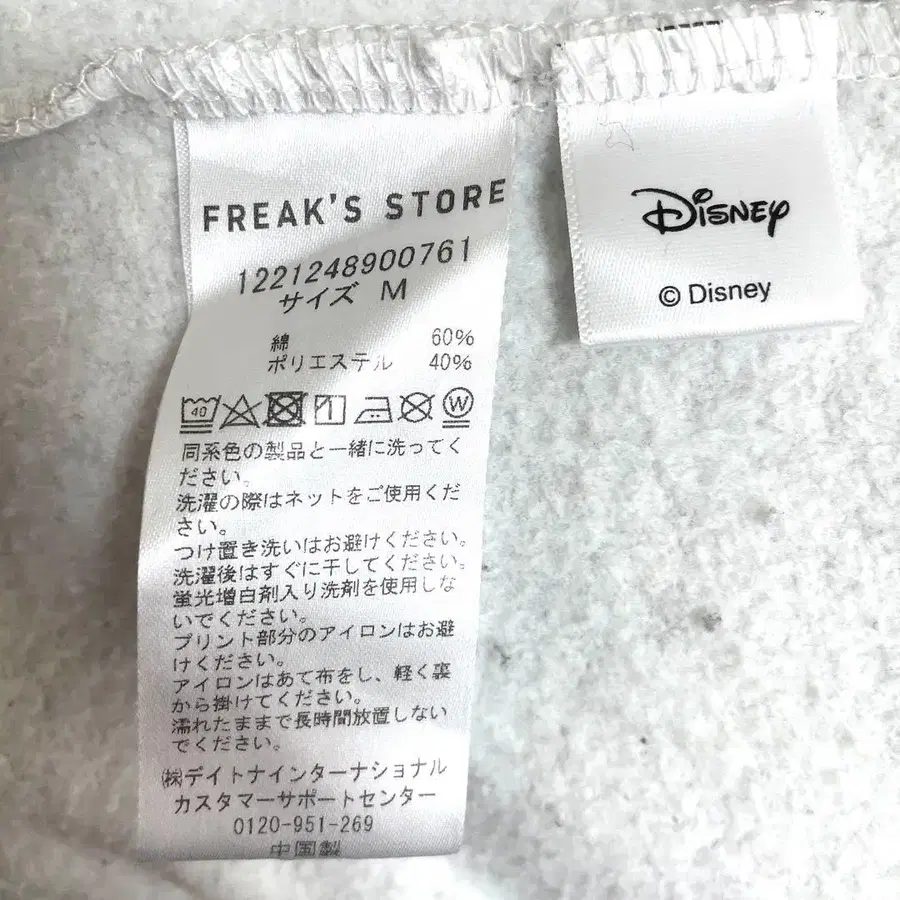 FREAK'S STORE
1221248900761
サイズ M
綿 60%
ポリエステル 40%
40 W
同系色の製品と一緒に洗ってく
ださい。
洗濯の際はネットをご使用くだ
さい。
つけ置き洗いはお避けください。
洗濯後はすぐに干してください。
蛍光増白剤入り洗剤を使用しな
いでください。
プリント部分のアイロンはお避
けください。
アイロンはあて布をし、軽く裏
から掛けてください。
濡れたままで長時間放置しない
でください。
㈱デイトナインターナショナル
カスタマーサポートセンター
0120-951-269
中国製
Disney
© Disney